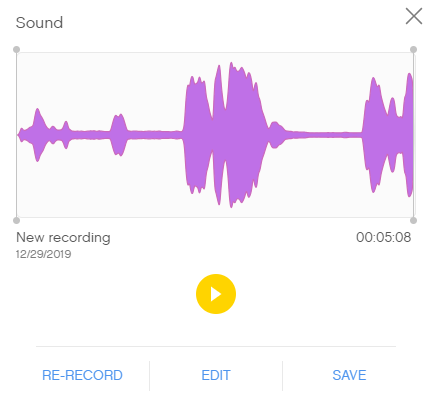 Sound
New recording 00:05:08
12/29/2019
RE-RECORD EDIT SAVE